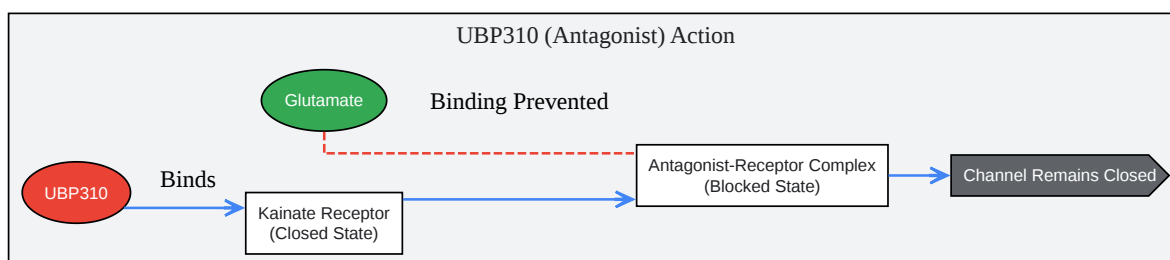 UBP310 (Antagonist) Action
Glutamate
Binding Prevented
UBP310
Binds
Kainate Receptor
(Closed State)
Antagonist-Receptor Complex
(Blocked State)
Channel Remains Closed